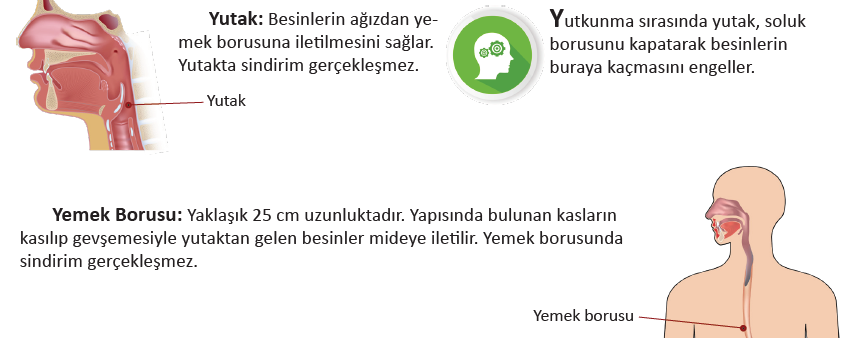 Yutak: Besinlerin ağızdan ye-
mek borusuna iletilmesini sağlar.
Yutakta sindirim gerçekleşmez.
Yutak
Yutkunma sırasında yutak, soluk
borusunu kapatarak besinlerin
buraya kaçmasını engeller.
Yemek Borusu: Yaklaşık 25 cm uzunluktadır. Yapısında bulunan kasların
kasılıp gevşemesiyle yutaktan gelen besinler mideye iletilir. Yemek borusunda
sindirim gerçekleşmez.
Yemek borusu